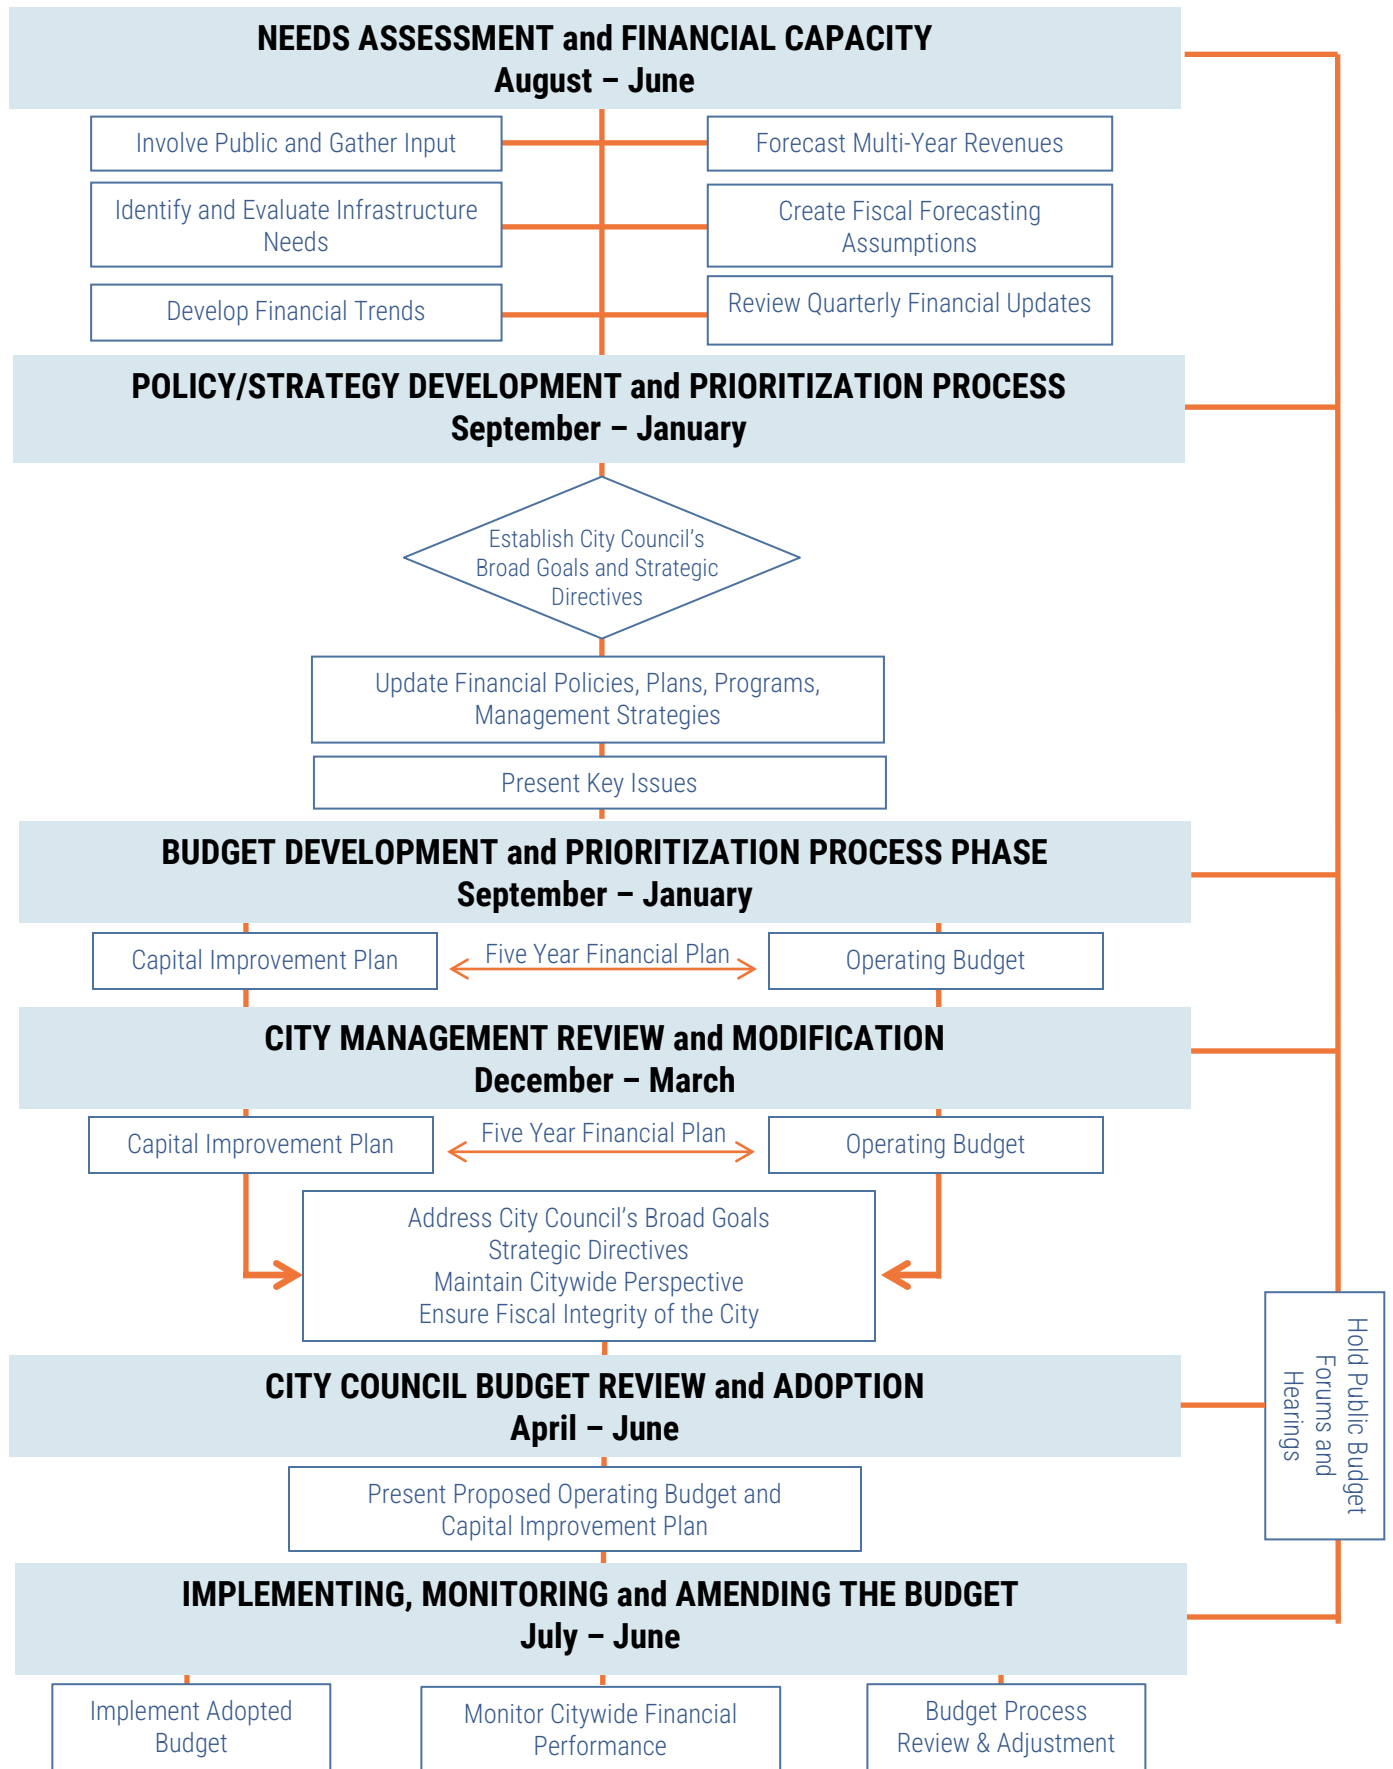 NEEDS ASSESSMENT and FINANCIAL CAPACITY
August – June
Involve Public and Gather Input
Forecast Multi-Year Revenues
Identify and Evaluate Infrastructure
Needs
Create Fiscal Forecasting
Assumptions
Develop Financial Trends
Review Quarterly Financial Updates
POLICY/STRATEGY DEVELOPMENT and PRIORITIZATION PROCESS
September – January
Establish City Council’s
Broad Goals and Strategic
Directives
Update Financial Policies, Plans, Programs,
Management Strategies
Present Key Issues
BUDGET DEVELOPMENT and PRIORITIZATION PROCESS PHASE
September – January
Capital Improvement Plan
Five Year Financial Plan
Operating Budget
CITY MANAGEMENT REVIEW and MODIFICATION
December – March
Capital Improvement Plan
Five Year Financial Plan
Operating Budget
Address City Council’s Broad Goals
Strategic Directives
Maintain Citywide Perspective
Ensure Fiscal Integrity of the City
Hold Public Budget
Forums and
Hearings
CITY COUNCIL BUDGET REVIEW and ADOPTION
April – June
Present Proposed Operating Budget and
Capital Improvement Plan
IMPLEMENTING, MONITORING and AMENDING THE BUDGET
July – June
Implement Adopted
Budget
Monitor Citywide Financial
Performance
Budget Process
Review & Adjustment